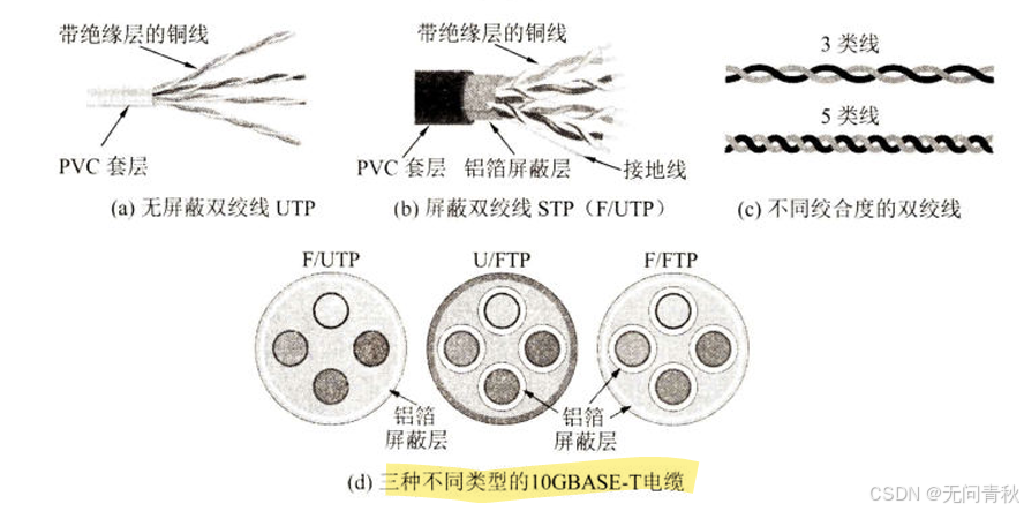 带绝缘层的铜线
PVC 套层
(a) 无屏蔽双绞线 UTP
带绝缘层的铜线
PVC 套层
铝箔屏蔽层
接地线
(b) 屏蔽双绞线 STP（F/UTP）
3 类线
5 类线
(c) 不同绞合度的双绞线
F/UTP
U/FTP
F/FTP
铝箔
屏蔽层
铝箔
屏蔽层
(d) 三种不同类型的10GBASE-T电缆
CSDN @无问青秋